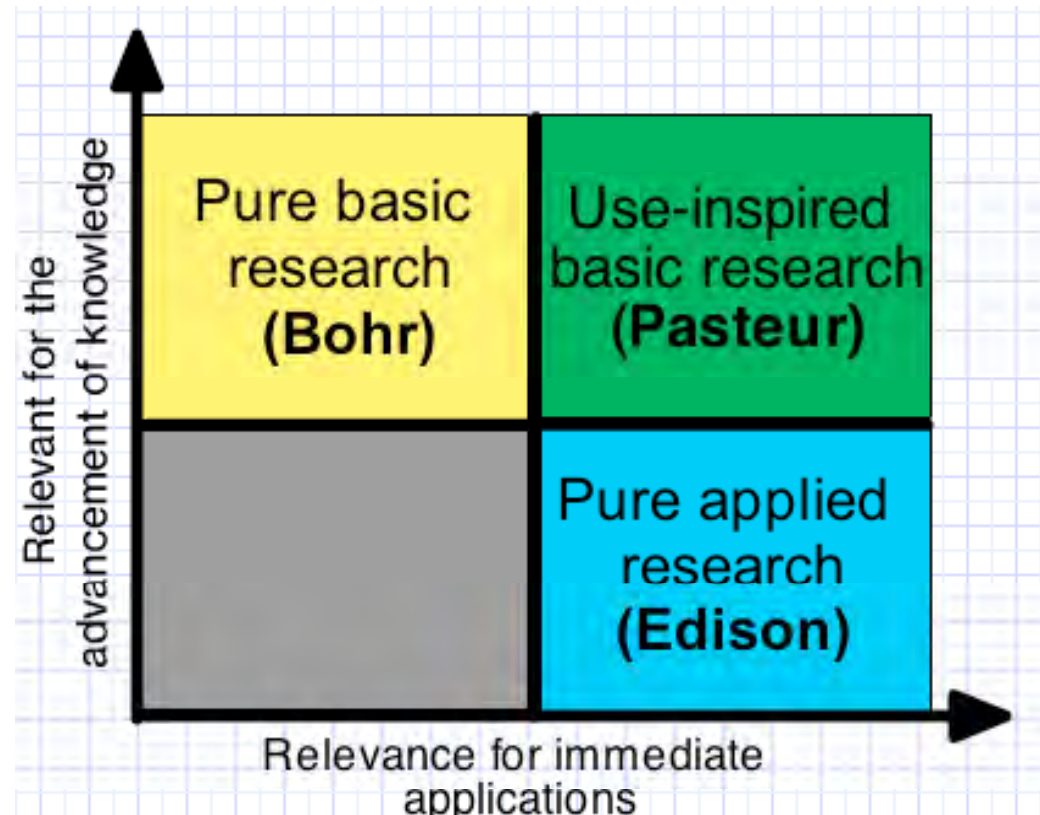 Relevant for the
advancement of knowledge
Pure basic
research
(Bohr)
Use-inspired
basic research
(Pasteur)
Pure applied
research
(Edison)
Relevance for immediate
applications